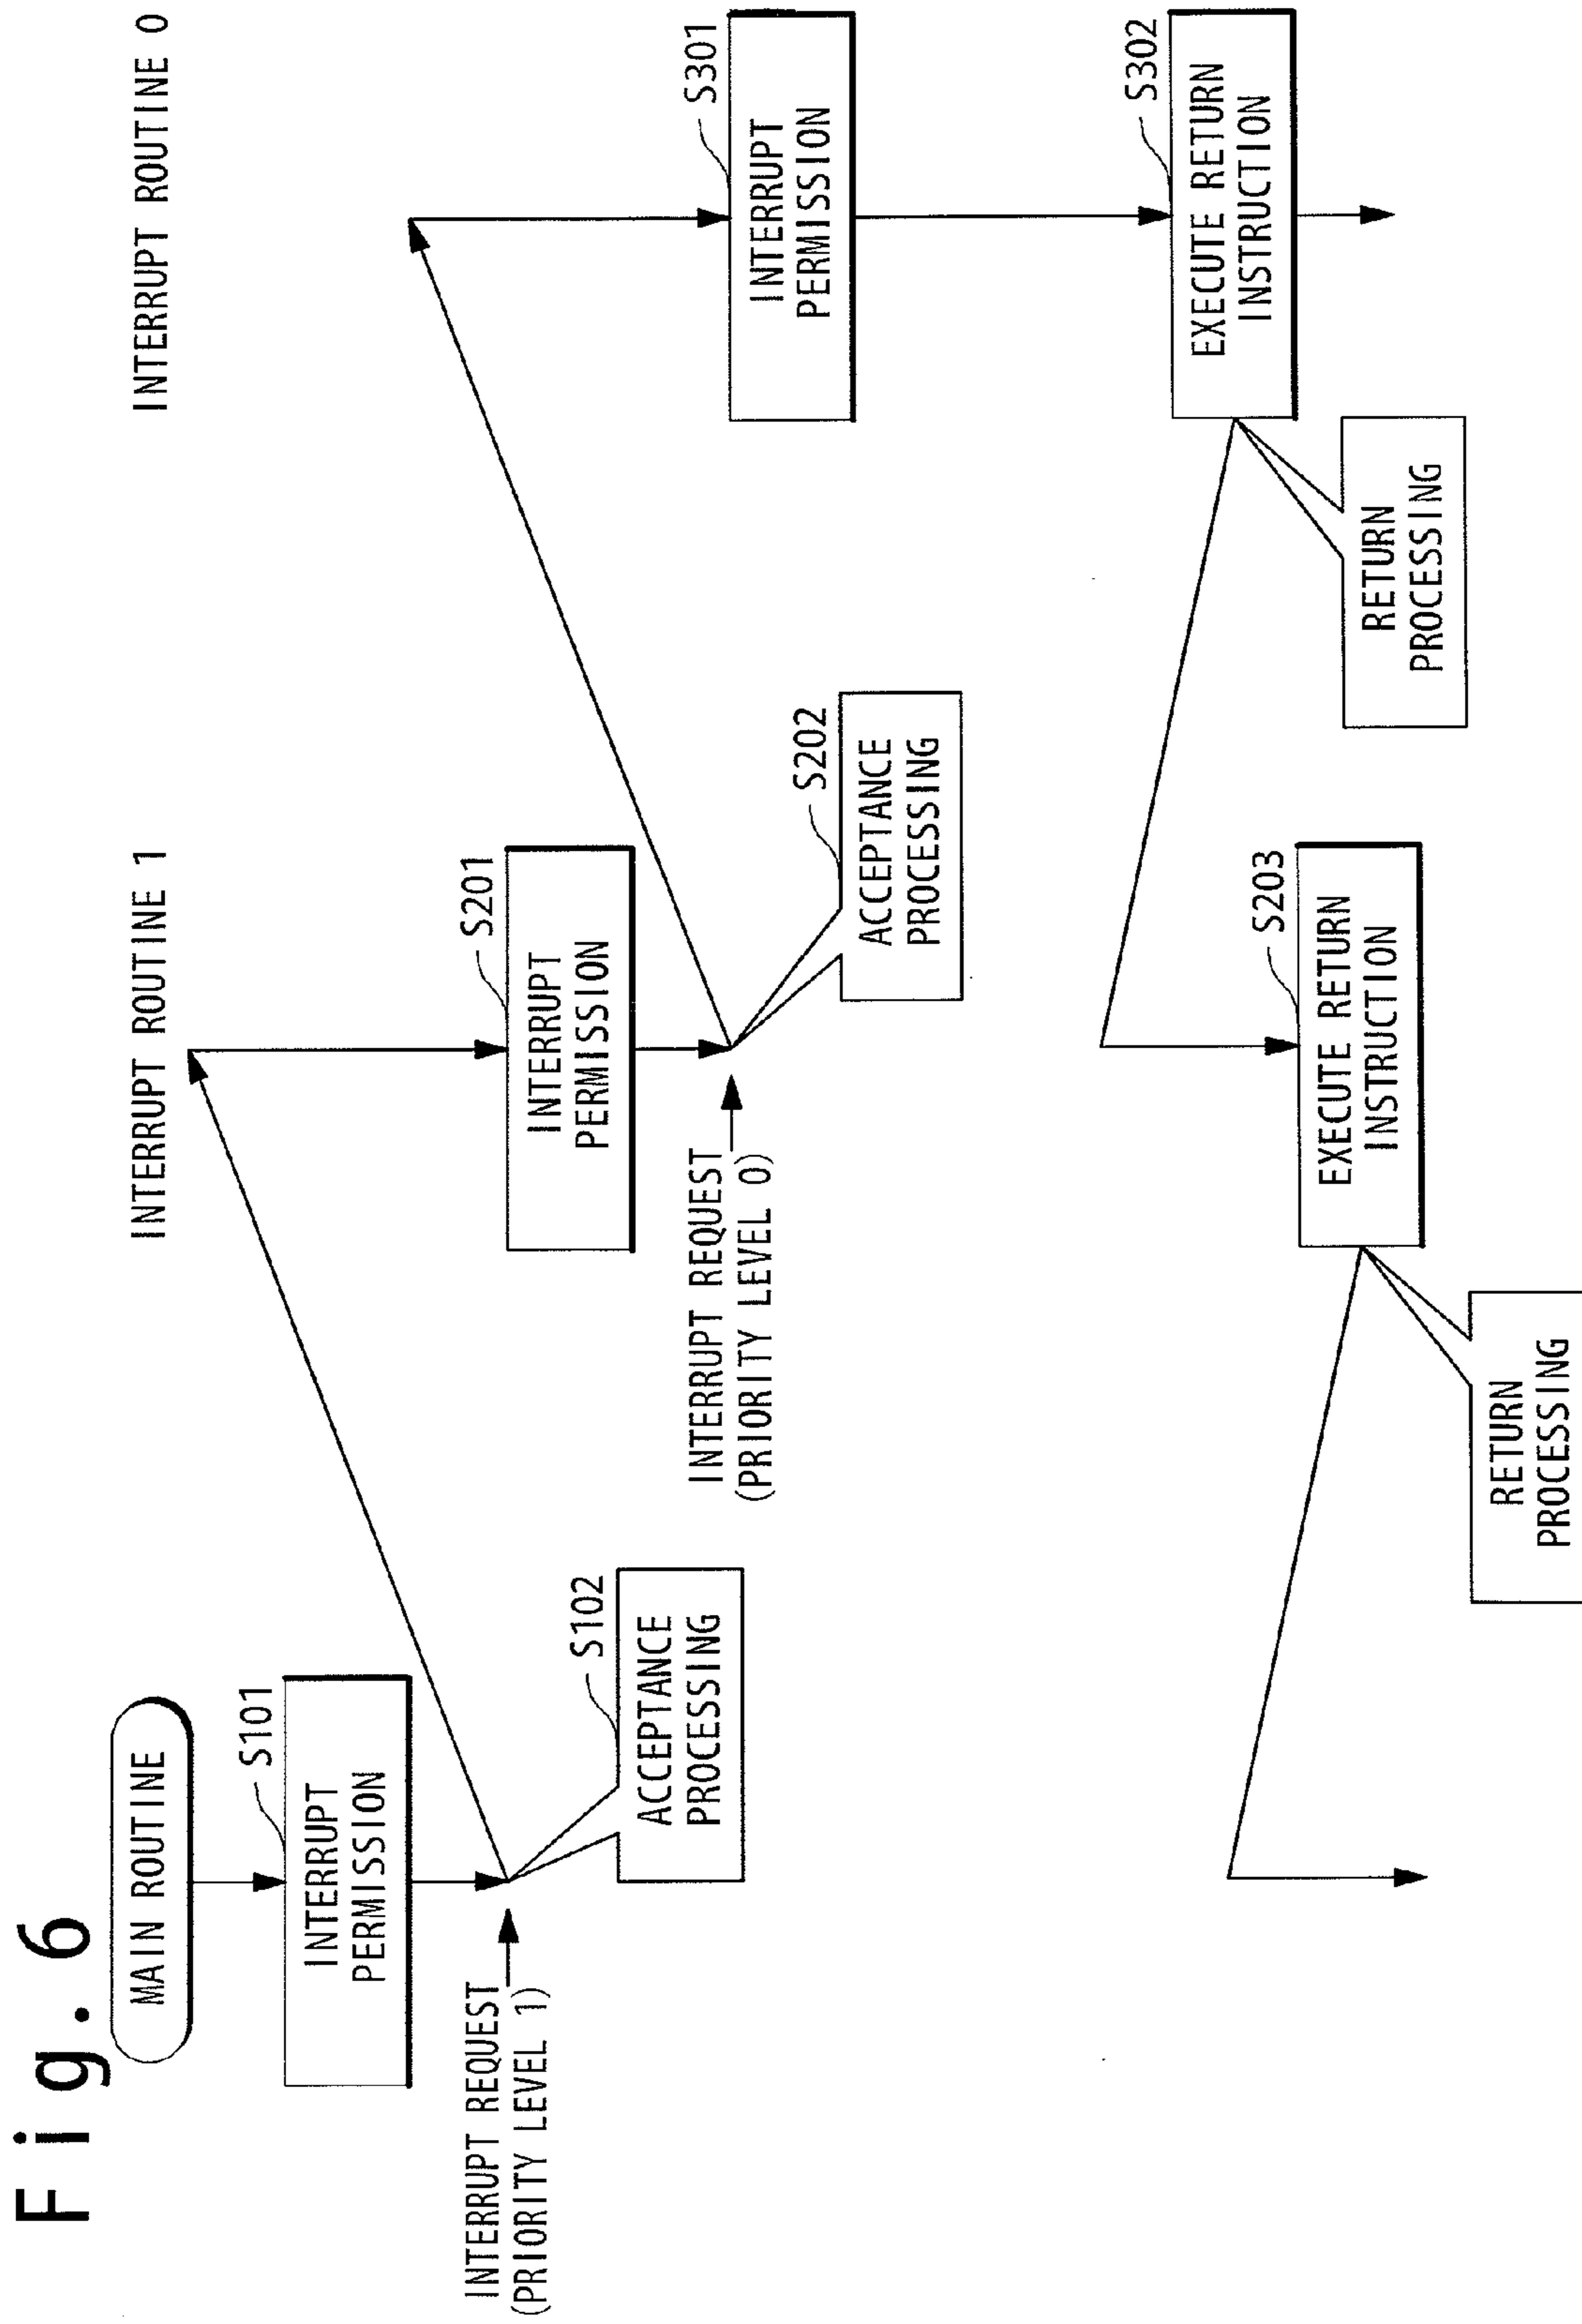 Fig.6
MAIN ROUTINE
S101
INTERRUPT
PERMISSION
INTERRUPT REQUEST
(PRIORITY LEVEL 1)
S102
ACCEPTANCE
PROCESSING
INTERRUPT ROUTINE 1
S201
INTERRUPT
PERMISSION
INTERRUPT REQUEST
(PRIORITY LEVEL 0)
S202
ACCEPTANCE
PROCESSING
S203
EXECUTE RETURN
INSTRUCTION
RETURN
PROCESSING
INTERRUPT ROUTINE 0
S301
INTERRUPT
PERMISSION
S302
EXECUTE RETURN
INSTRUCTION
RETURN
PROCESSING